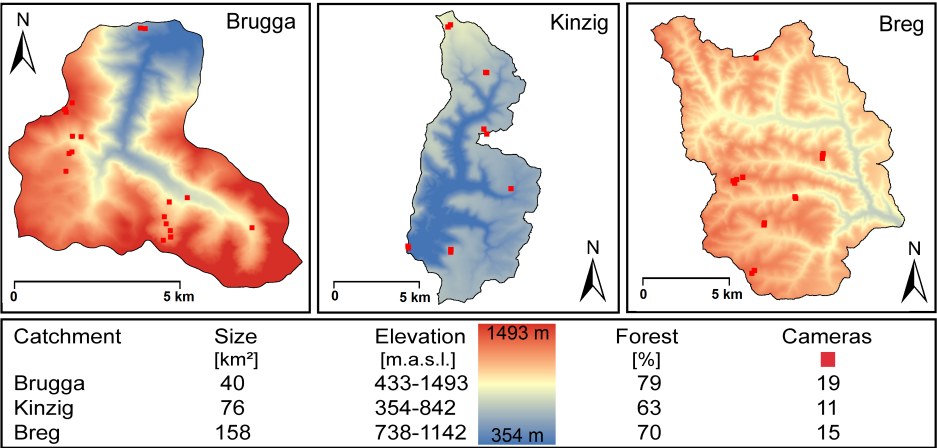 N
Brugga
0 5 km
Kinzig
N
0 5 km
Breg
N
0 5 km
Catchment Size Elevation 1493 m Forest Cameras
[km²] [m.a.s.l.] [%]
Brugga 40 433-1493 79 19
Kinzig 76 354-842 63 11
Breg 158 738-1142 354 m 70 15